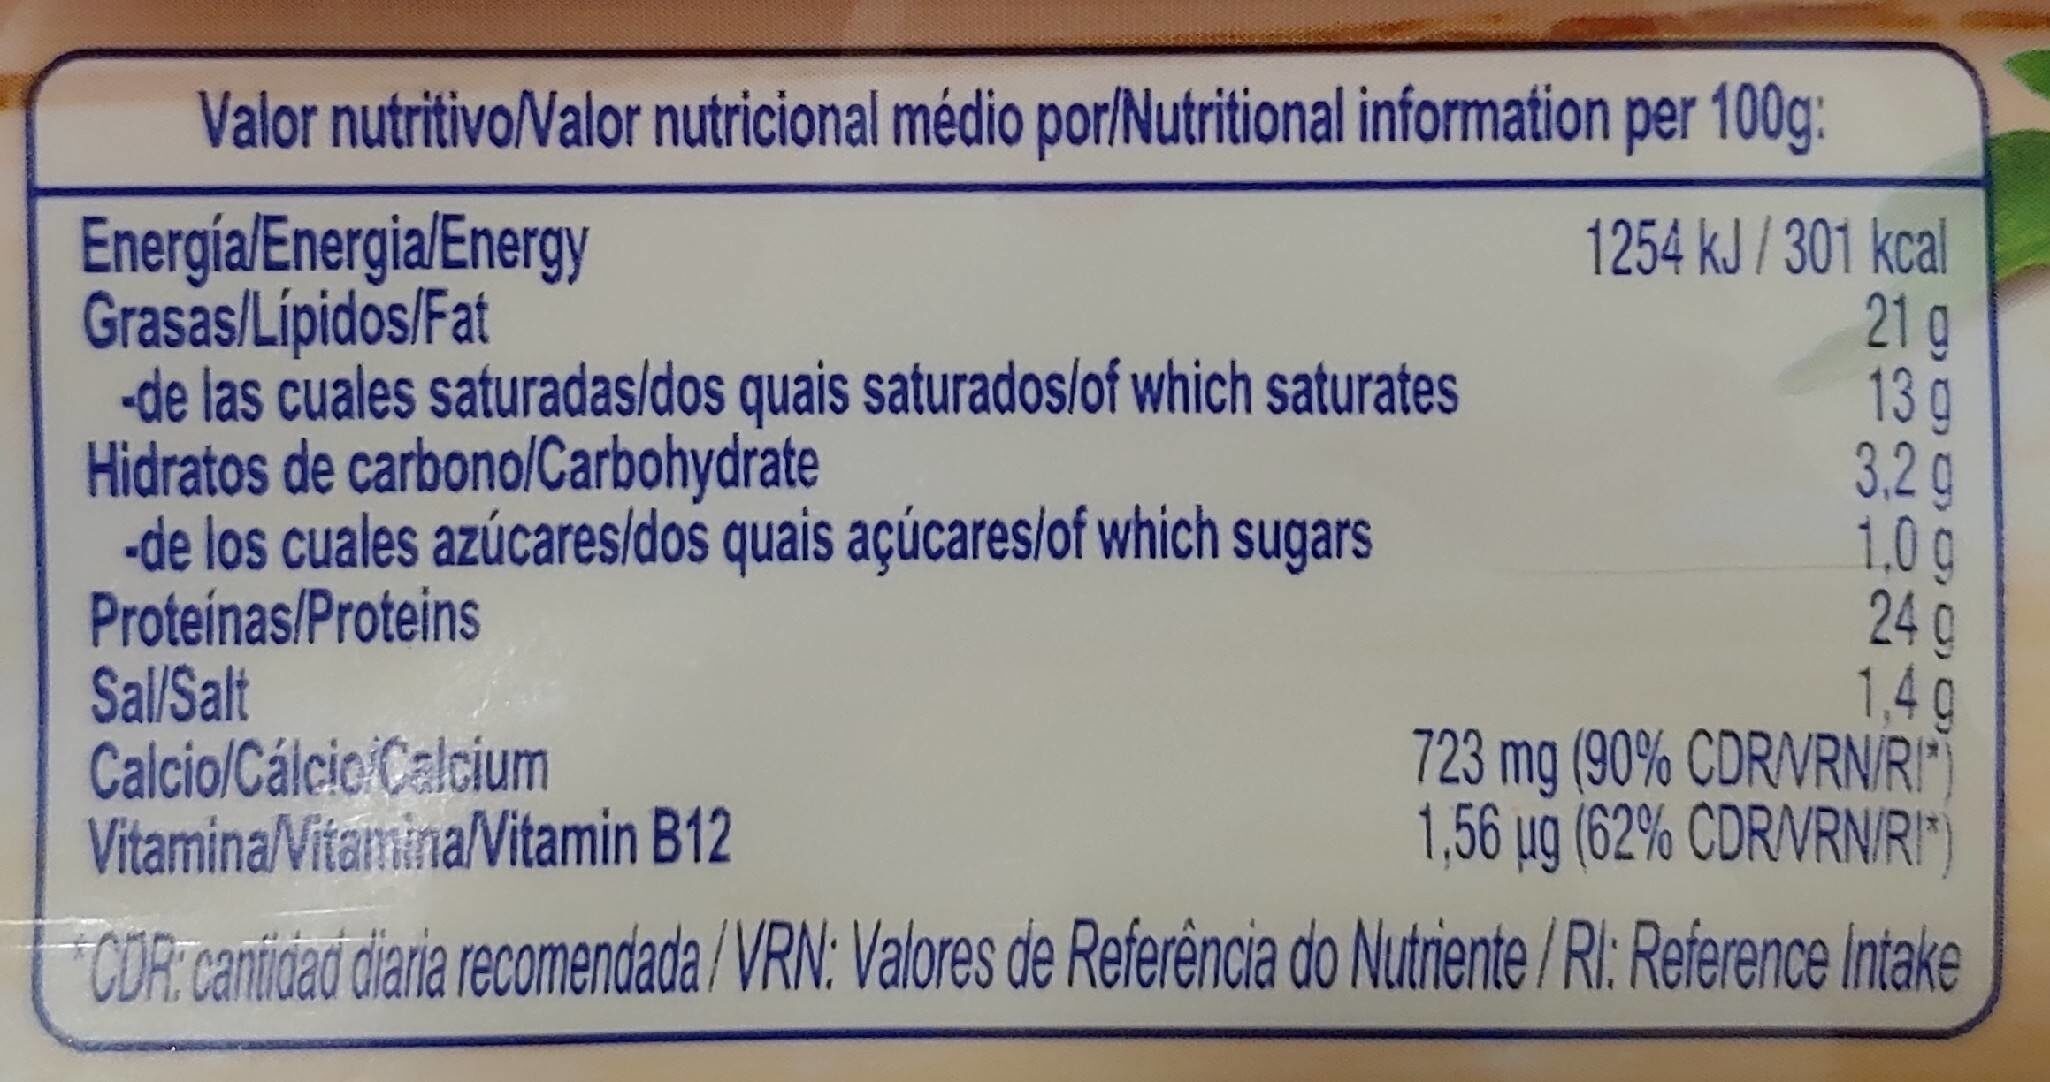 Valor nutritivo/Valor nutricional médio por/Nutritional information per 100g:
Energía/Energia/Energy 1254 kJ / 301 kcal
Grasas/Lípidos/Fat 21 g
-de las cuales saturadas/dos quais saturados/of which saturates 13 g
Hidratos de carbono/Carbohydrate 3,2 g
-de los cuales azúcares/dos quais açúcares/of which sugars 1,0 g
Proteínas/Proteins 24 g
Sal/Salt 1,4 g
Calcio/Cálcio/Calcium 723 mg (90% CDR/VRN/RI*)
Vitamina/Vitamina/Vitamin B12 1,56 µg (62% CDR/VRN/RI*)
*CDR: cantidad diaria recomendada / VRN: Valores de Referência do Nutriente / RI: Reference Intake